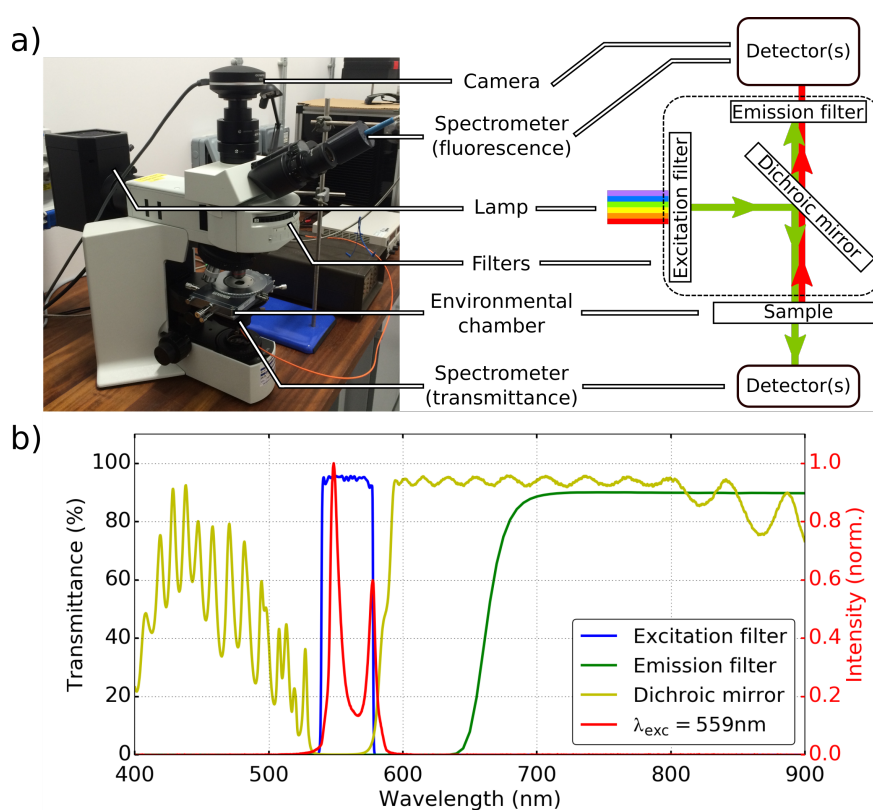 a)
Camera
Spectrometer
(fluorescence)
Lamp
Filters
Environmental
chamber
Spectrometer
(transmittance)
Detector(s)
Emission filter
Excitation filter
Dichroic mirror
Sample
Detector(s)
b)
Transmittance (%)
100
80
60
40
20
0
1.0
0.8
0.6
0.4
0.2
0.0
Intensity (norm.)
Excitation filter
Emission filter
Dichroic mirror
λexc = 559nm
400 500 600 700 800 900
Wavelength (nm)